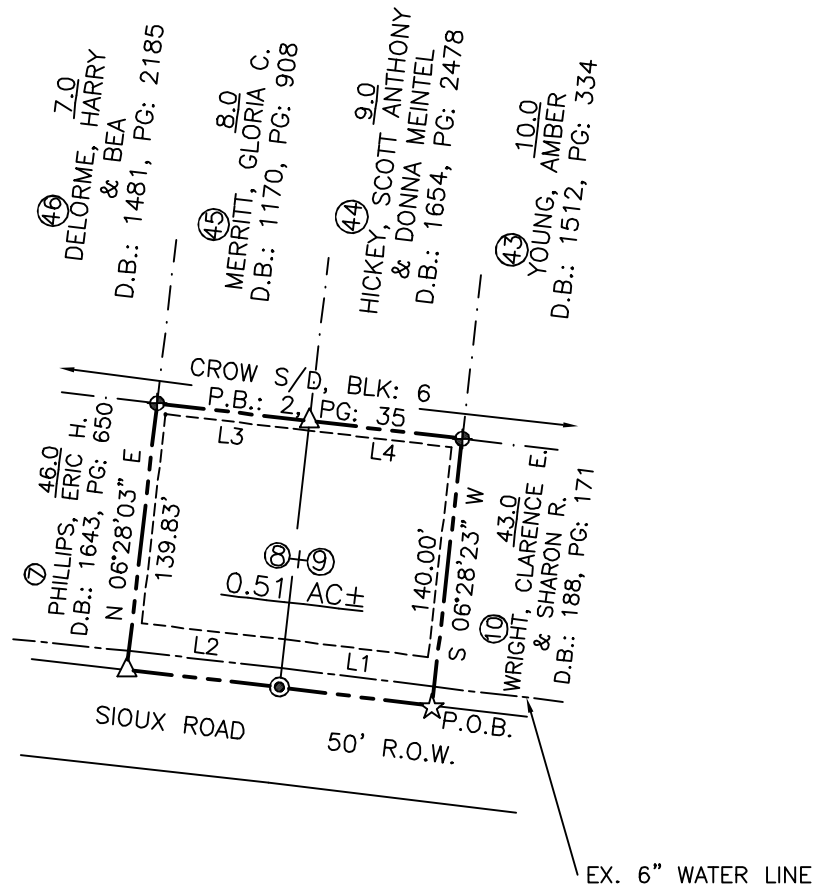 7.0
46
DELORME, HARRY
& BEA
D.B.: 1481, PG: 2185
8.0
45
MERRITT, GLORIA C.
D.B.: 1170, PG: 908
9.0
44
HICKEY, SCOTT ANTHONY
& DONNA MEINTEL
D.B.: 1654, PG: 2478
10.0
43
YOUNG, AMBER
D.B.: 1512, PG: 334
CROW S/D, BLK: 6
P.B.: 2, PG: 35
L3
L4
46.0
7
PHILLIPS, ERIC H.
D.B.: 1643, PG: 650
N 06°28'03" E
139.83'
8+9
0.51 AC±
140.00'
S 06°28'23" W
43.0
10
WRIGHT, CLARENCE E.
& SHARON R.
D.B.: 188, PG: 171
L2
L1
P.O.B.
SIOUX ROAD
50' R.O.W.
EX. 6" WATER LINE